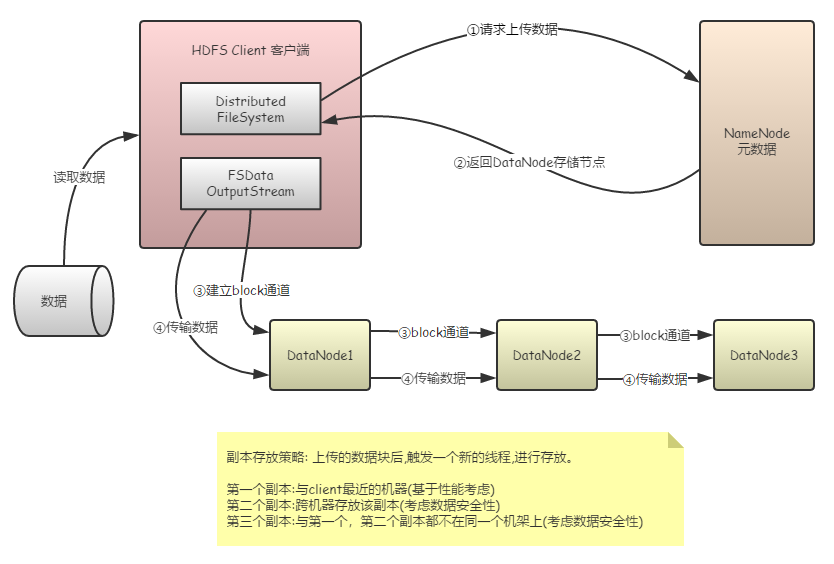 HDFS Client 客户端
①请求上传数据
Distributed
FileSystem
NameNode
元数据
②返回DataNode存储节点
读取数据
FSData
OutputStream
③建立block通道
数据
④传输数据
DataNode1
③block通道
④传输数据
DataNode2
③block通道
④传输数据
DataNode3
副本存放策略: 上传的数据块后,触发一个新的线程,进行存放。
第一个副本:与client最近的机器(基于性能考虑)
第二个副本:跨机器存放该副本(考虑数据安全性)
第三个副本:与第一个，第二个副本都不在同一个机架上(考虑数据安全性)